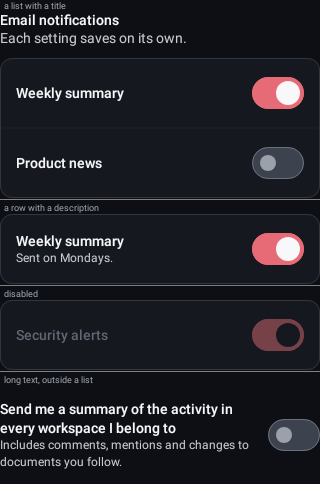 a list with a title
Email notifications
Each setting saves on its own.
Weekly summary
Product news
a row with a description
Weekly summary
Sent on Mondays.
disabled
Security alerts
long text, outside a list
Send me a summary of the activity in
every workspace I belong to
Includes comments, mentions and changes to
documents you follow.